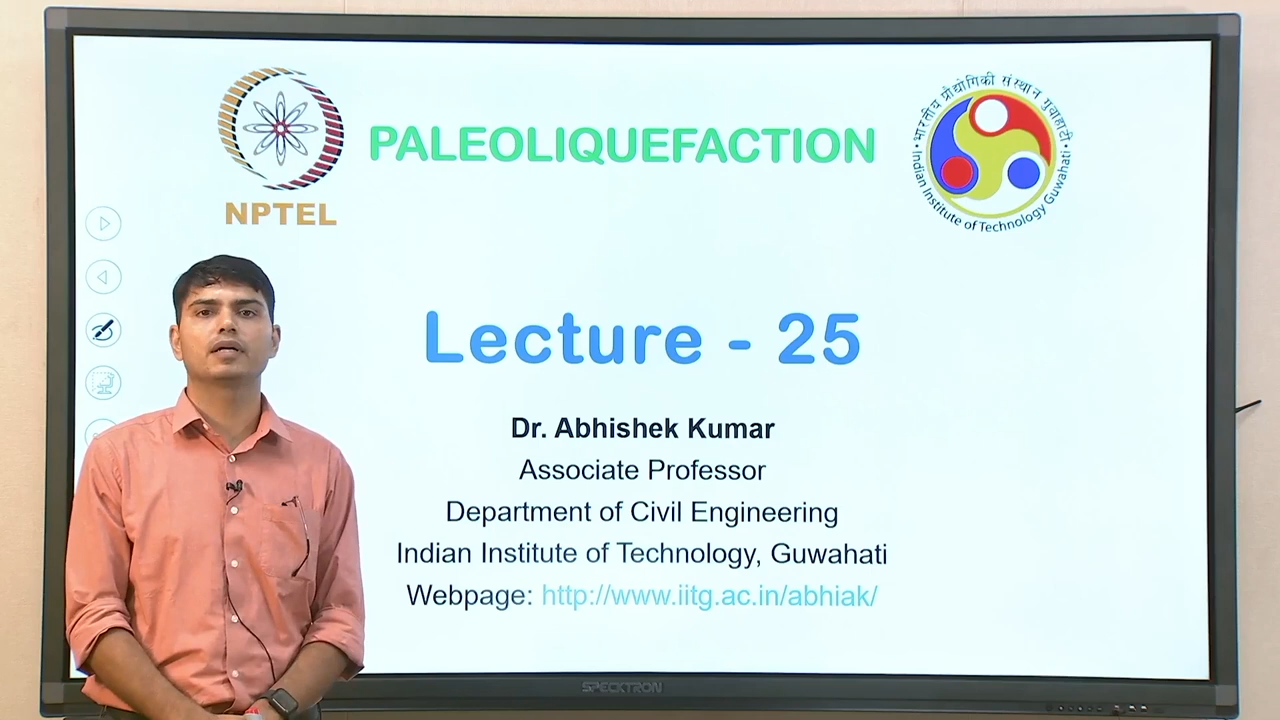 PALEOLIQUEFACTION
NPTEL
भारतीय प्रौद्योगिकी संस्थान गुवाहाटी
Indian Institute of Technology Guwahati
Lecture - 25
Dr. Abhishek Kumar
Associate Professor
Department of Civil Engineering
Indian Institute of Technology, Guwahati
Webpage: http://www.iitg.ac.in/abhiak/
SPECKTRON